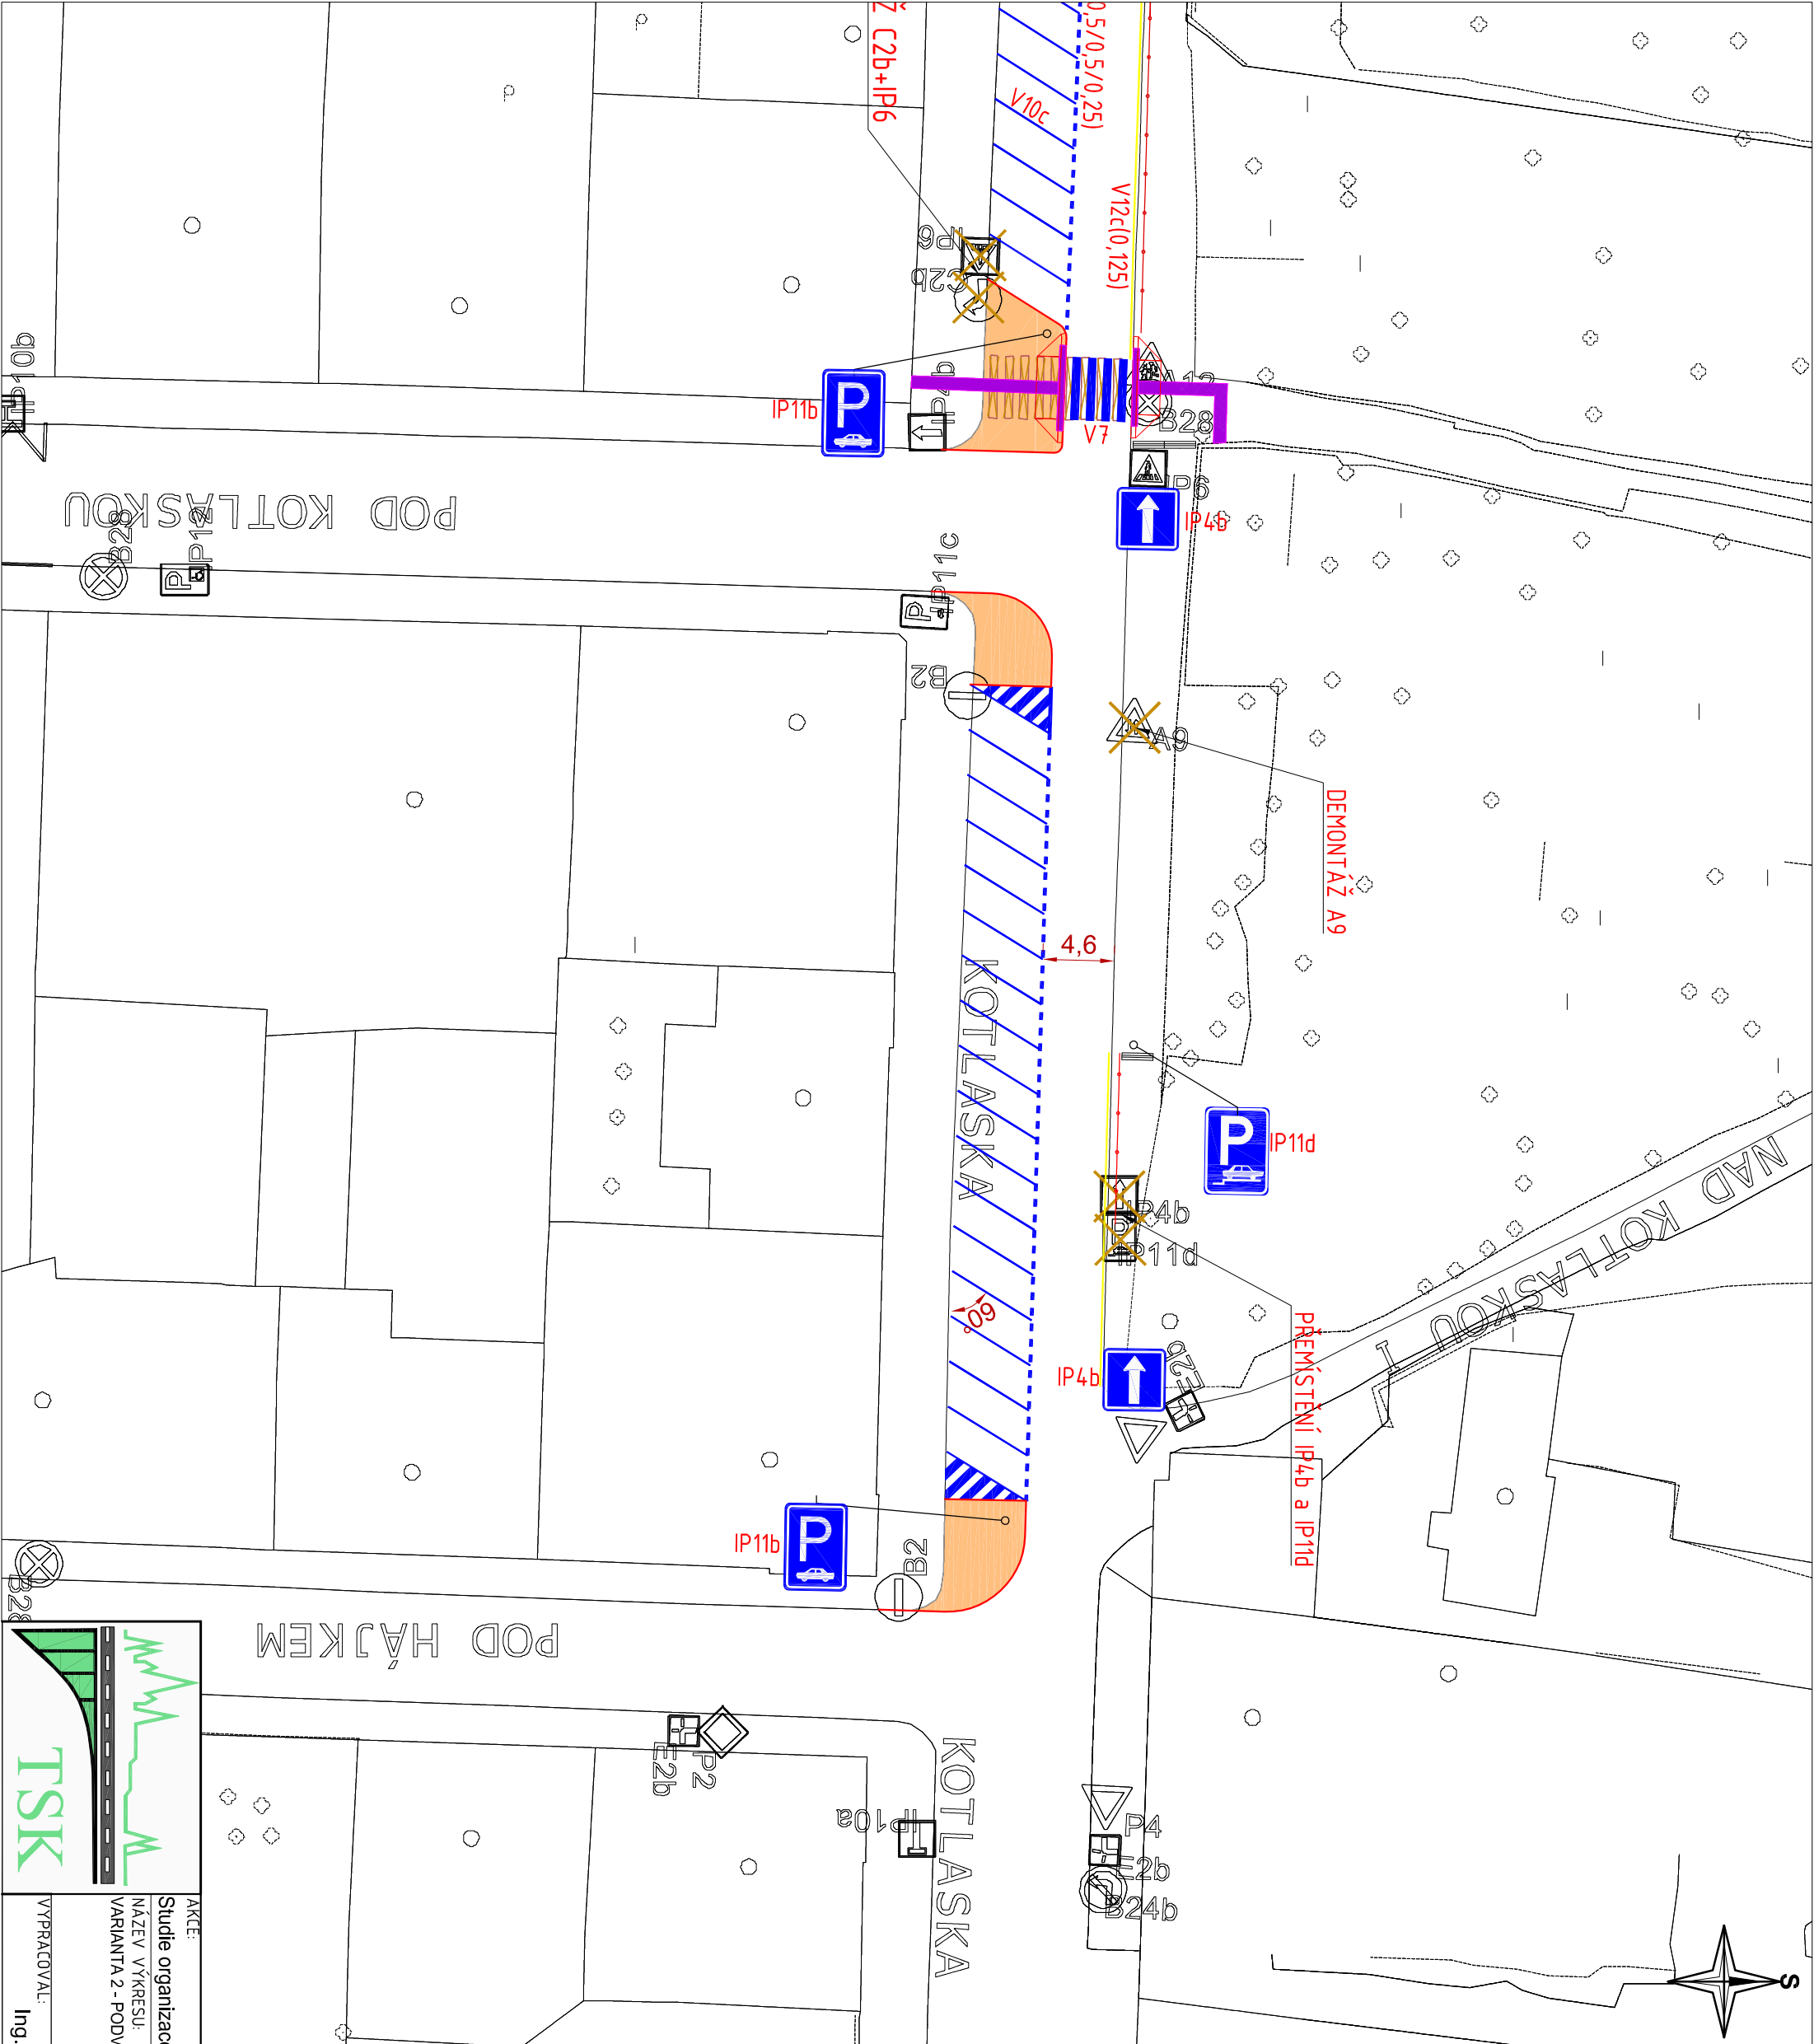 Ž C2b+IP6
0,5/0,5/0,25)
V10c
V12c(0,125)
IP6
C2b
IP4b
IP10b
IP11b
P
V7
A12
B28
IP6
IP4b
POD KOTLASKOU
B28
IP12
P
IP11c
P
B2
A9
DEMONTÁŽ A9
4,6
KOTLASKA
P
IP11d
IP4b
P
IP11d
NAD KOTLASKOU I
60°
PŘEMÍSTĚNÍ IP4b a IP11d
IP4b
E2b
IP11b
P
B2
B28
POD HÁJKEM
E2b
P2
IP10a
KOTLASKA
P4
E2b
B24b
S
TSK
AKCE:
Studie organizac
NÁZEV VÝKRESU:
VARIANTA 2 - PODV
VYPRACOVAL:
Ing.